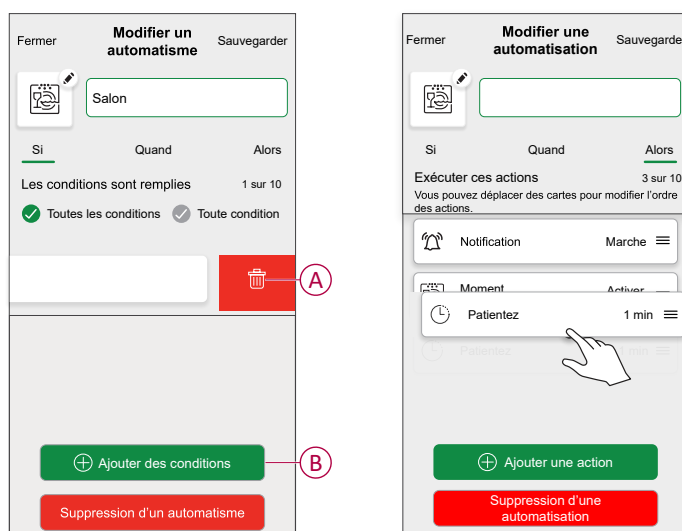 Fermer
Modifier un
automatisme
Sauvegarder
Salon
Si
Quand
Alors
Les conditions sont remplies
1 sur 10
Toutes les conditions
Toute condition
A
Ajouter des conditions
B
Suppression d'un automatisme
Fermer
Modifier une
automatisation
Sauvegarde
Si
Quand
Alors
Exécuter ces actions
3 sur 10
Vous pouvez déplacer des cartes pour modifier l'ordre
des actions.
Notification
Marche
Moment
Activer
Patientez
1 min
Patientez
1 min
Ajouter une action
Suppression d'une
automatisation